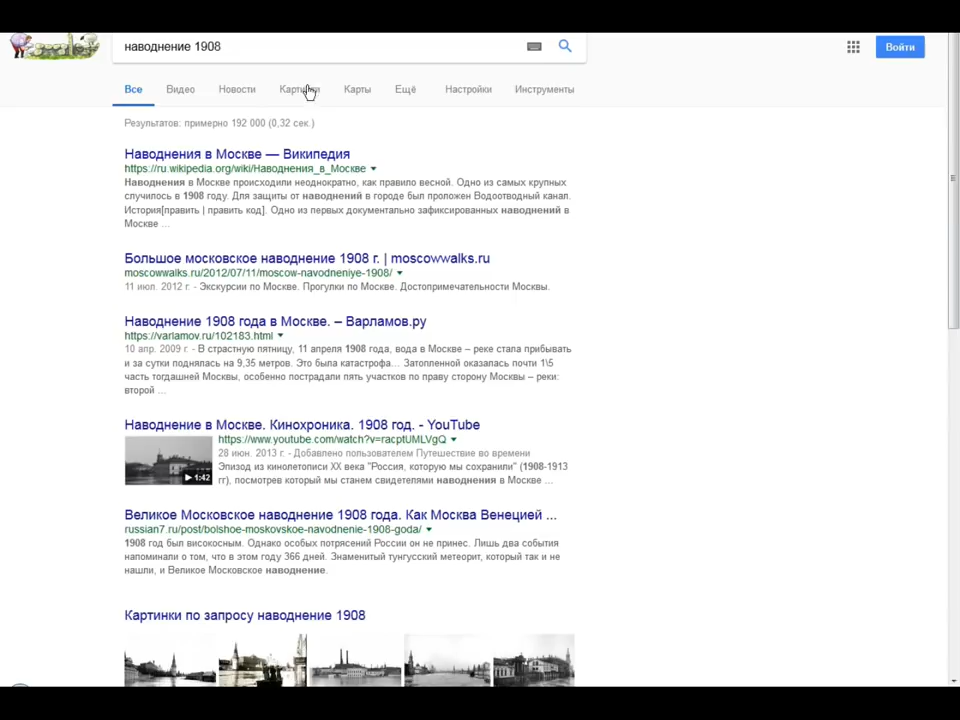 наводнение 1908
Войти
Все Видео Новости Картинки Карты Ещё Настройки Инструменты
Результатов: примерно 192 000 (0,32 сек.)
Наводнения в Москве — Википедия
https://ru.wikipedia.org/wiki/Наводнения_в_Москве
Наводнения в Москве происходили неоднократно, как правило весной. Одно из самых крупных
случилось в 1908 году. Для защиты от наводнений в городе был проложен Водоотводный канал.
История[править | править код]. Одно из первых документально зафиксированных наводнений в
Москве ...
Большое московское наводнение 1908 г. | moscowwalks.ru
moscowwalks.ru/2012/07/11/moscow-navodneniye-1908/
11 июл. 2012 г. - Экскурсии по Москве. Прогулки по Москве. Достопримечательности Москвы.
Наводнение 1908 года в Москве. – Варламов.ру
https://varlamov.ru/102183.html
10 апр. 2009 г. - В страстную пятницу, 11 апреля 1908 года, вода в Москве – реке стала прибывать
и за сутки поднялась на 9,35 метров. Это была катастрофа... Затопленной оказалась почти 1\5
часть тогдашней Москвы, особенно пострадали пять участков по праву сторону Москвы – реки:
второй ...
Наводнение в Москве. Кинохроника. 1908 год. - YouTube
https://www.youtube.com/watch?v=racptUMLVgQ
28 июн. 2013 г. - Добавлено пользователем Путешествие во времени
Эпизод из кинолетописи XX века "Россия, которую мы сохранили" (1908-1913
гг), посмотрев который мы станем свидетелями наводнения в Москве ...
1:42
Великое Московское наводнение 1908 года. Как Москва Венецией ...
russian7.ru/post/bolshoe-moskovskoe-navodnenie-1908-goda/
1908 год был високосным. Однако особых потрясений России он не принес. Лишь два события
напоминали о том, что в этом году 366 дней. Знаменитый тунгусский метеорит, который так и не
нашли, и Великое Московское наводнение.
Картинки по запросу наводнение 1908